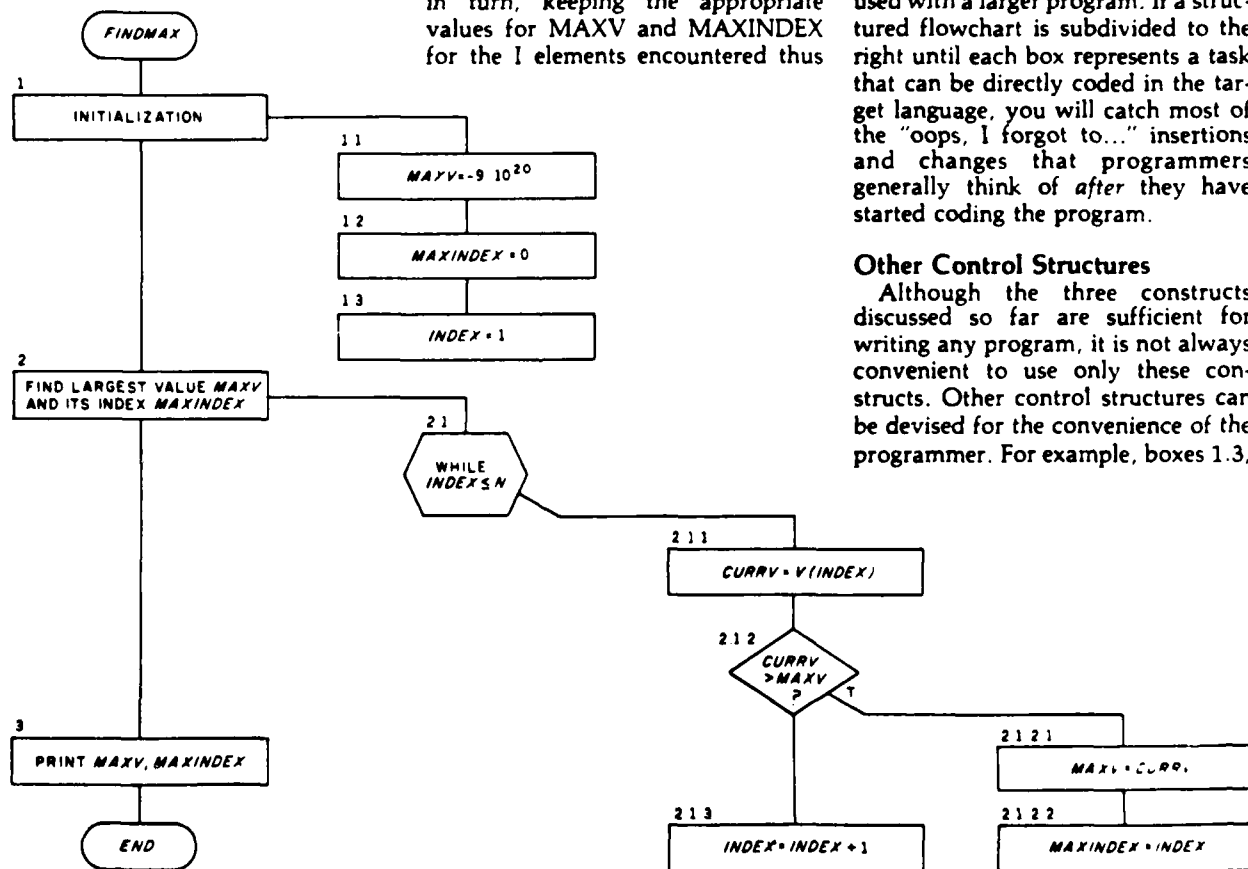 in turn, keeping the appropriate
values for MAXV and MAXINDEX
for the I elements encountered thus
used with a larger program. If a struc-
tured flowchart is subdivided to the
right until each box represents a task
that can be directly coded in the tar-
get language, you will catch most of
the "oops, I forgot to..." insertions
and changes that programmers
generally think of after they have
started coding the program.
Other Control Structures
Although the three constructs
discussed so far are sufficient for
writing any program, it is not always
convenient to use only these con-
structs. Other control structures can
be devised for the convenience of the
programmer. For example, boxes 1.3,
FINDMAX
1
INITIALIZATION
1 1
MAXV=-9 10²⁰
1 2
MAXINDEX = 0
1 3
INDEX = 1
2
FIND LARGEST VALUE MAXV
AND ITS INDEX MAXINDEX
2 1
WHILE
INDEX ≤ N
2 1 1
CURRV = V(INDEX)
2 1 2
CURRV
>MAXV
?
T
2 1 2 1
MAXV = CURRV
2 1 2 2
MAXINDEX = INDEX
2 1 3
INDEX = INDEX +1
3
PRINT MAXV, MAXINDEX
END